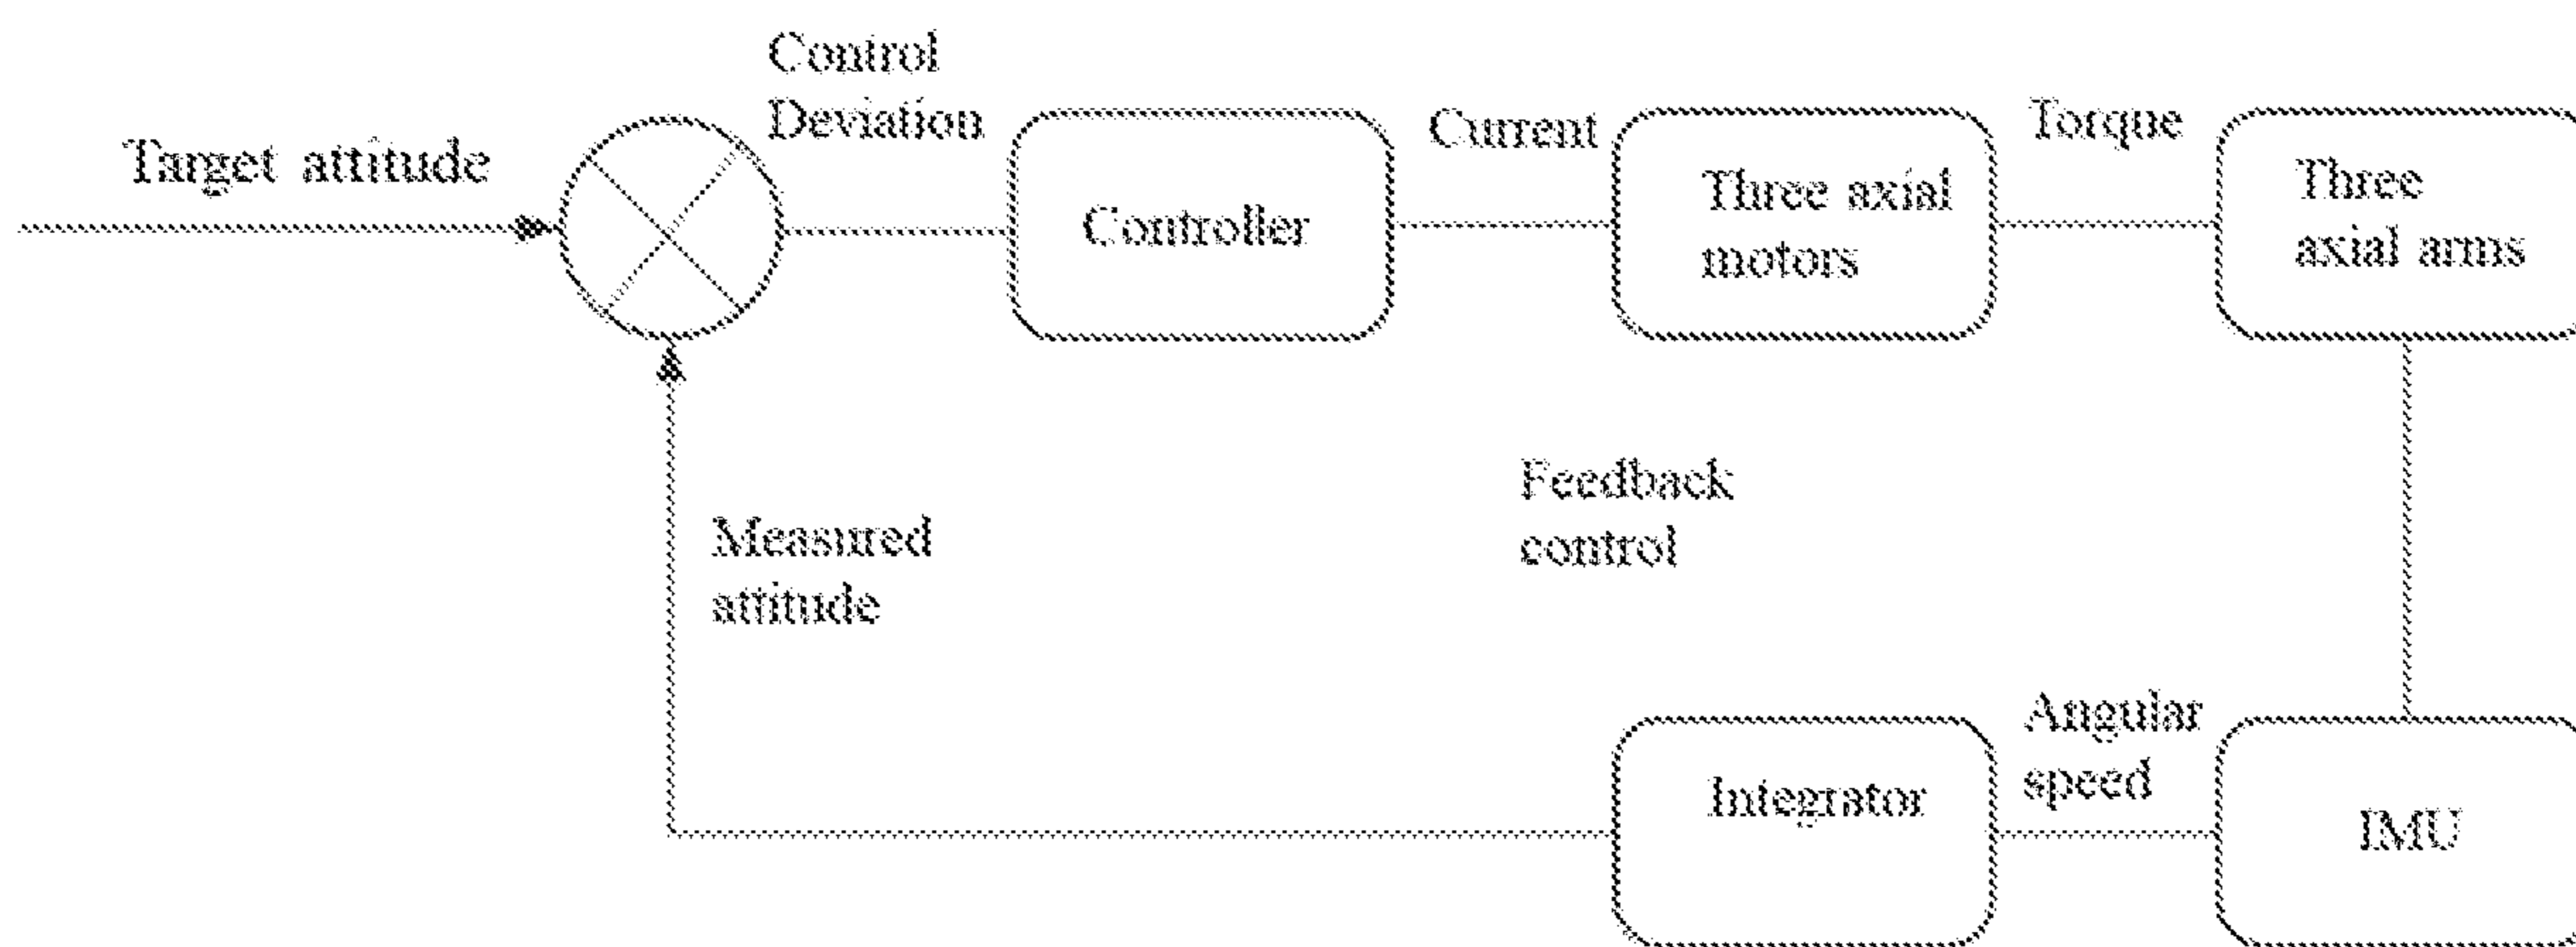 Control
Deviation
Target attitude
Controller
Current
Three axial
motors
Torque
Three
axial arms
Feedback
control
Measured
attitude
Integrator
Angular
speed
IMU